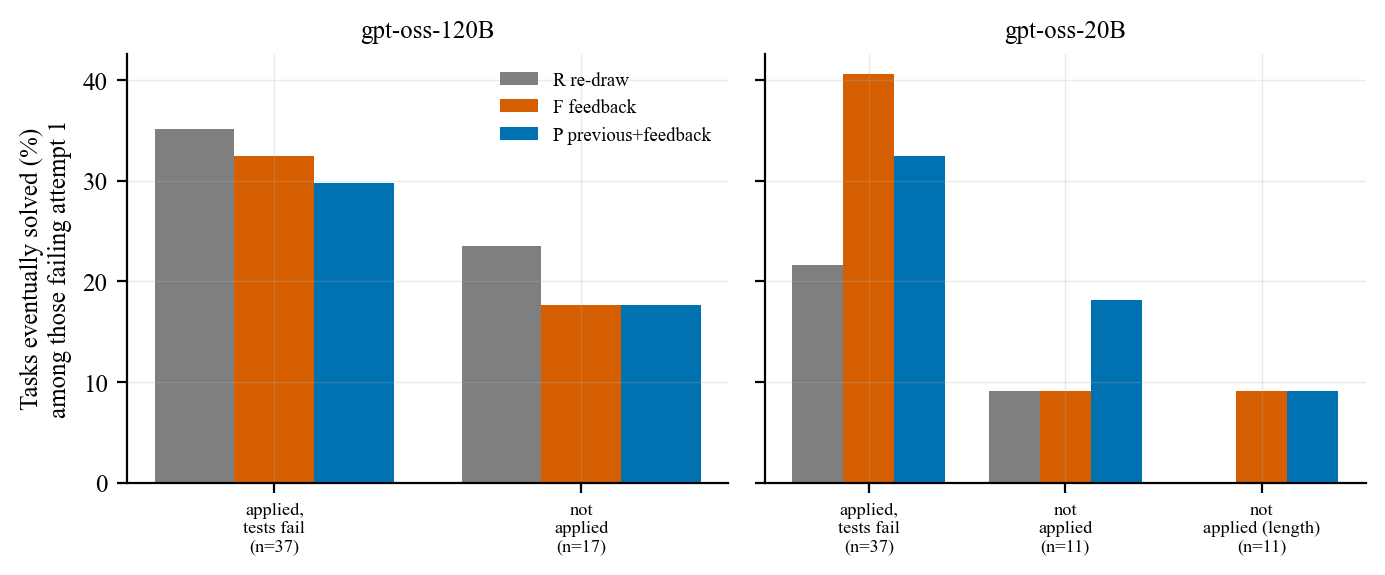 gpt-oss-120B
gpt-oss-20B
Tasks eventually solved (%)
among those failing attempt 1
40
30
20
10
0
R re-draw
F feedback
P previous+feedback
applied,
tests fail
(n=37)
not
applied
(n=17)
applied,
tests fail
(n=37)
not
applied
(n=11)
not
applied (length)
(n=11)